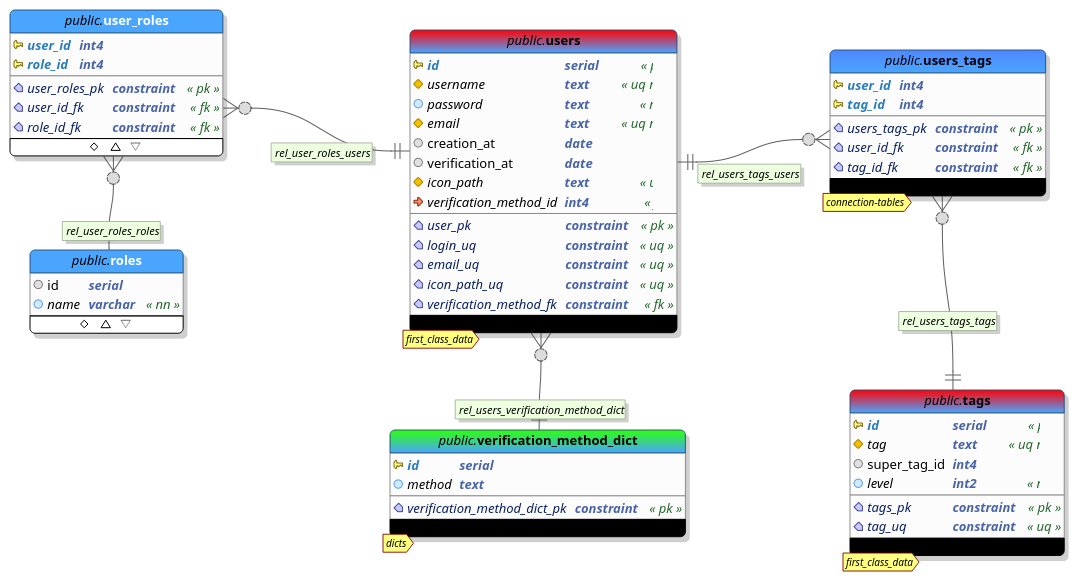 public.user_roles
user_id int4
role_id int4
user_roles_pk constraint « pk »
user_id_fk constraint « fk »
role_id_fk constraint « fk »
rel_user_roles_users
rel_user_roles_roles
public.roles
id serial
name varchar « nn »
public.users
id serial «
username text « uq
password text «
email text « uq
creation_at date
verification_at date
icon_path text «
verification_method_id int4 «
user_pk constraint « pk »
login_uq constraint « uq »
email_uq constraint « uq »
icon_path_uq constraint « uq »
verification_method_fk constraint « fk »
first_class_data
rel_users_verification_method_dict
public.verification_method_dict
id serial
method text
verification_method_dict_pk constraint « pk »
dicts
rel_users_tags_users
public.users_tags
user_id int4
tag_id int4
users_tags_pk constraint « pk »
user_id_fk constraint « fk »
tag_id_fk constraint « fk »
connection-tables
rel_users_tags_tags
public.tags
id serial «
tag text « uq
super_tag_id int4
level int2 «
tags_pk constraint « pk »
tag_uq constraint « uq »
first_class_data